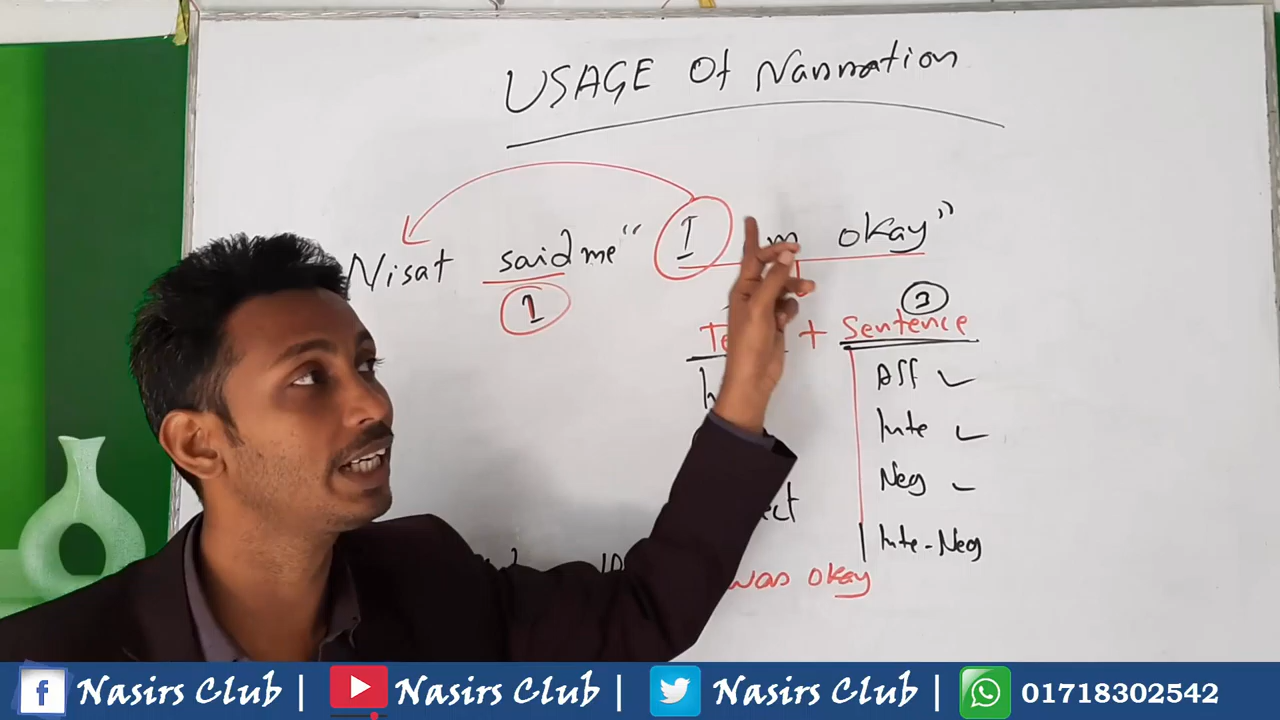 USAGE Of Narration
Nisat said me “ I am okay”
1
3
+ Sentence
Aff ✓
Inte ✓
Neg ✓
Inte-Neg
was okay
f Nasirs Club | Nasirs Club | Nasirs Club | 01718302542